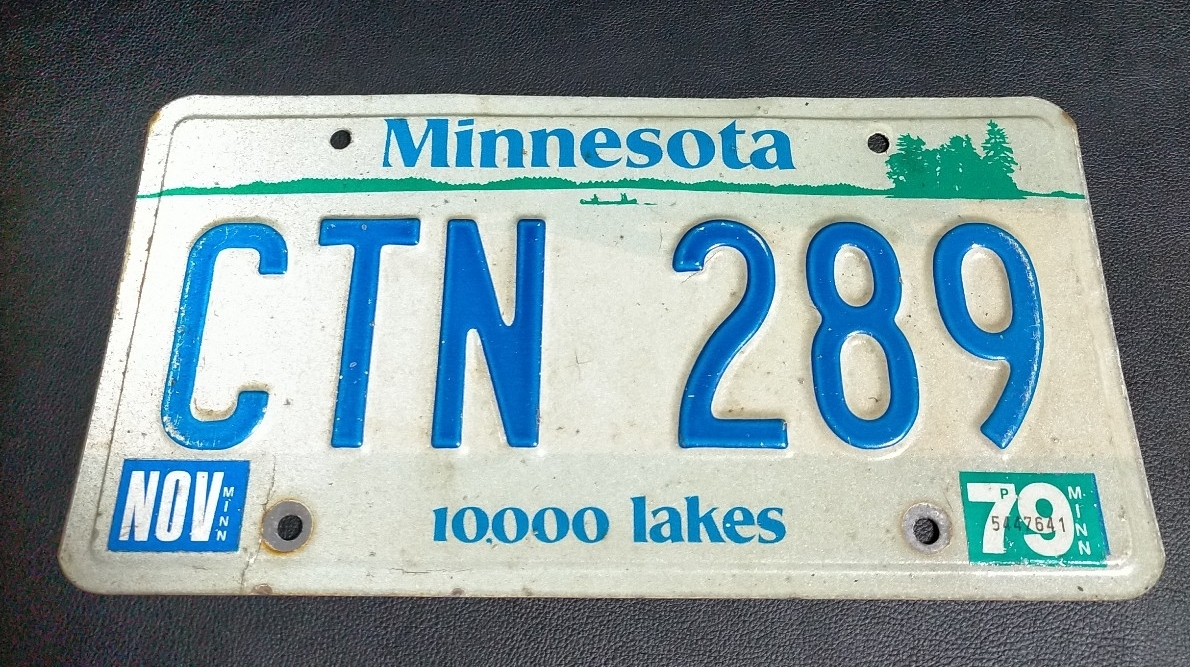 Minnesota
CTN 289
NOV MINN
10,000 lakes
P
79 MINN
5447641